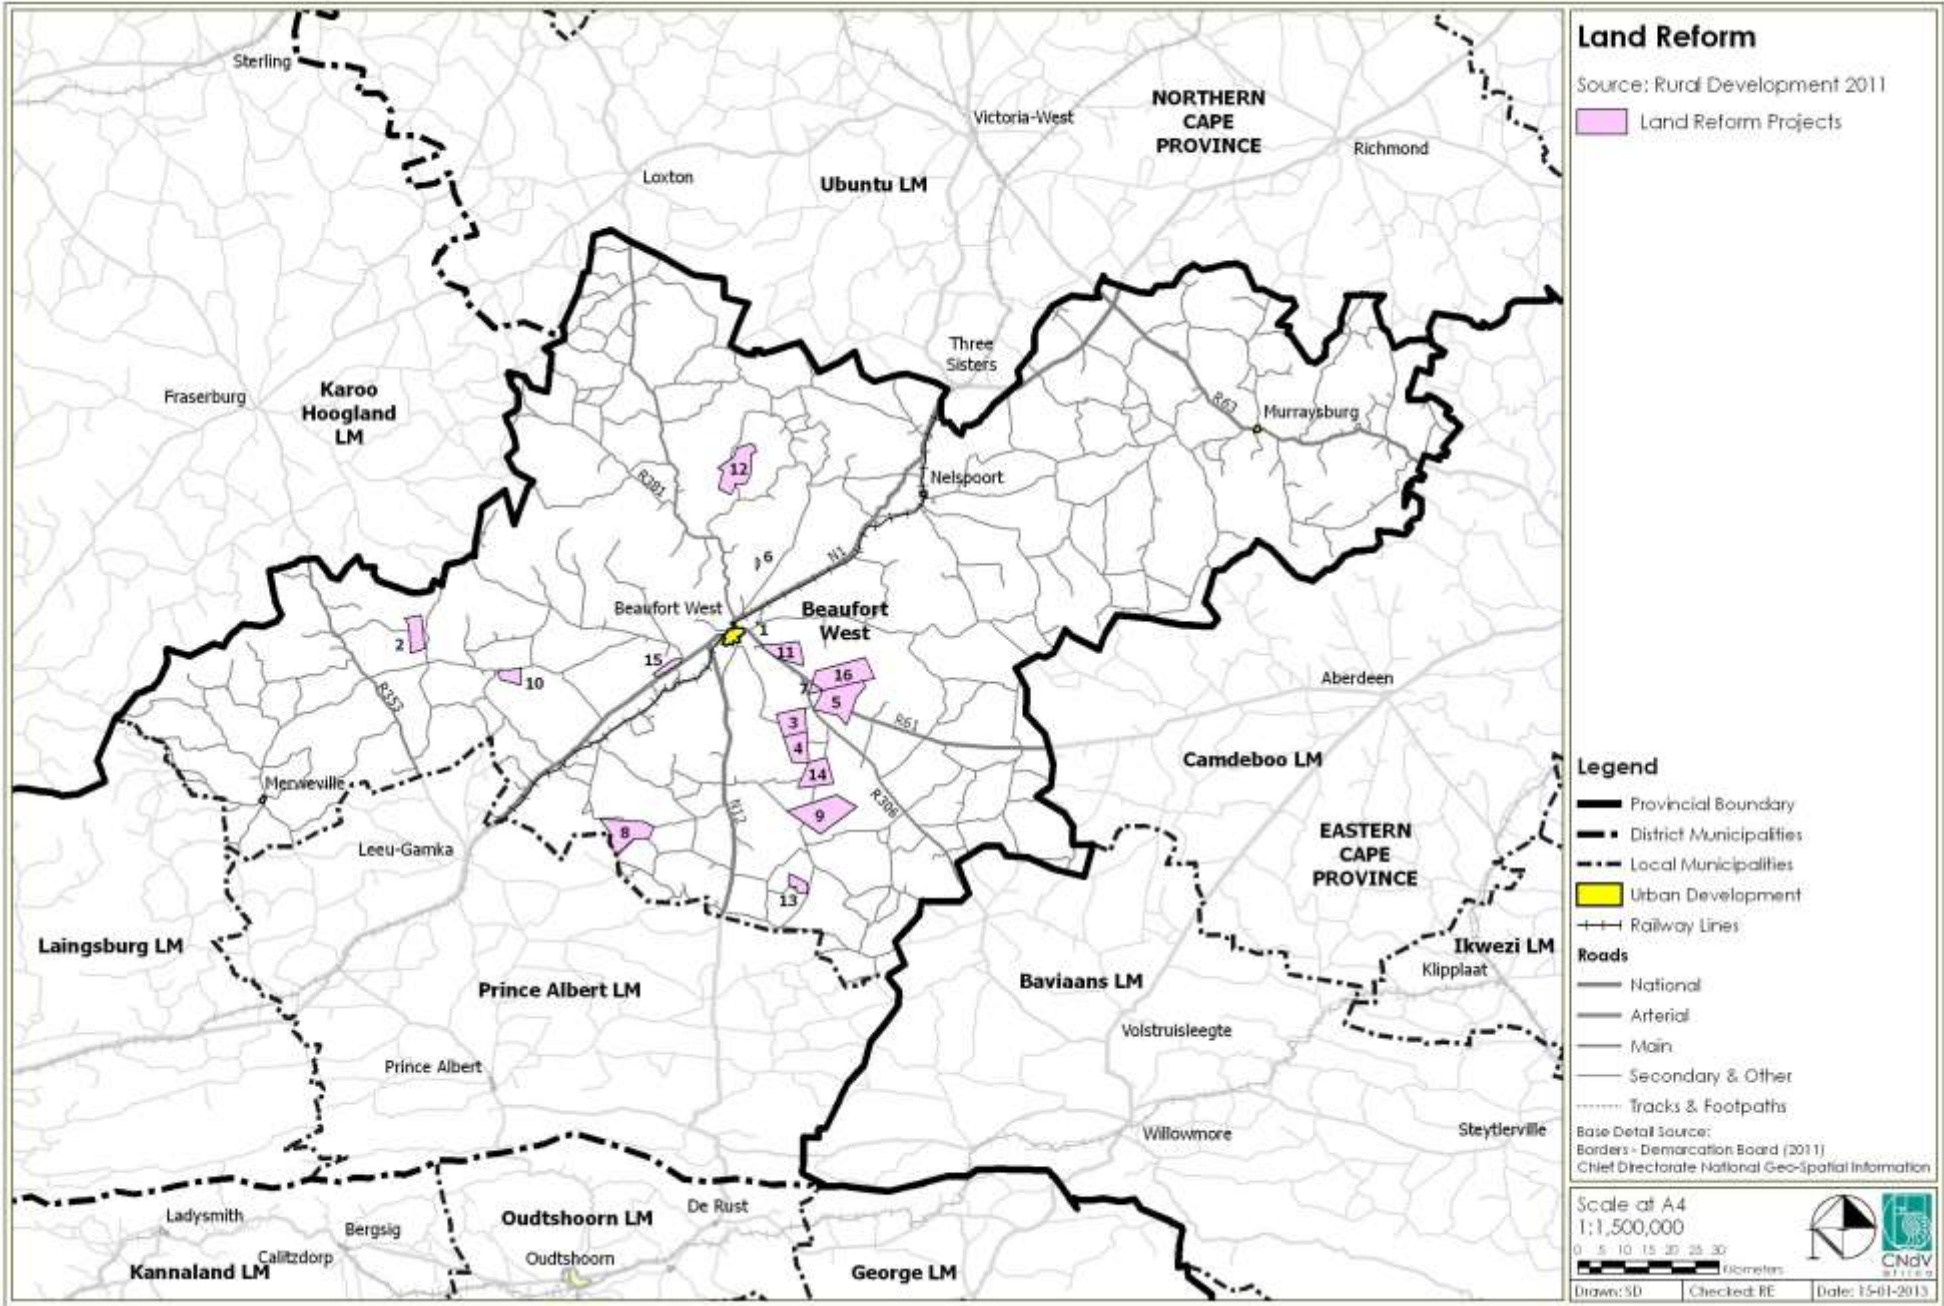 Land Reform
Source: Rural Development 2011
Land Reform Projects
Sterling
Victoria-West
NORTHERN
CAPE
PROVINCE
Richmond
Loxton
Ubuntu LM
Three
Sisters
Fraserburg
Karoo
Hoogland
LM
R63
Murraysburg
12
R381
Nelspoort
6
N1
Beaufort West
Beaufort
West
1
2
15
11
10
16
7
5
R353
3
R61
4
Aberdeen
Camdeboo LM
14
Merweville
9
R306
N12
8
Leeu-Gamka
EASTERN
CAPE
PROVINCE
13
Laingsburg LM
Ikwezi LM
Klipplaat
Prince Albert LM
Baviaans LM
Volstruisleegte
Prince Albert
Willowmore
Steytlerville
De Rust
Ladysmith
Bergsig
Oudtshoorn LM
Calitzdorp
Oudtshoorn
Kannaland LM
George LM
Legend
Provincial Boundary
District Municipalities
Local Municipalities
Urban Development
Railway Lines
Roads
National
Arterial
Main
Secondary & Other
Tracks & Footpaths
Base Detail Source:
Borders - Demarcation Board (2011)
Chief Directorate National Geo-Spatial Information
Scale at A4
1:1,500,000
0 5 10 15 20 25 30
Kilometers
CNdV
africa
Drawn: SD
Checked: RE
Date: 15-01-2013